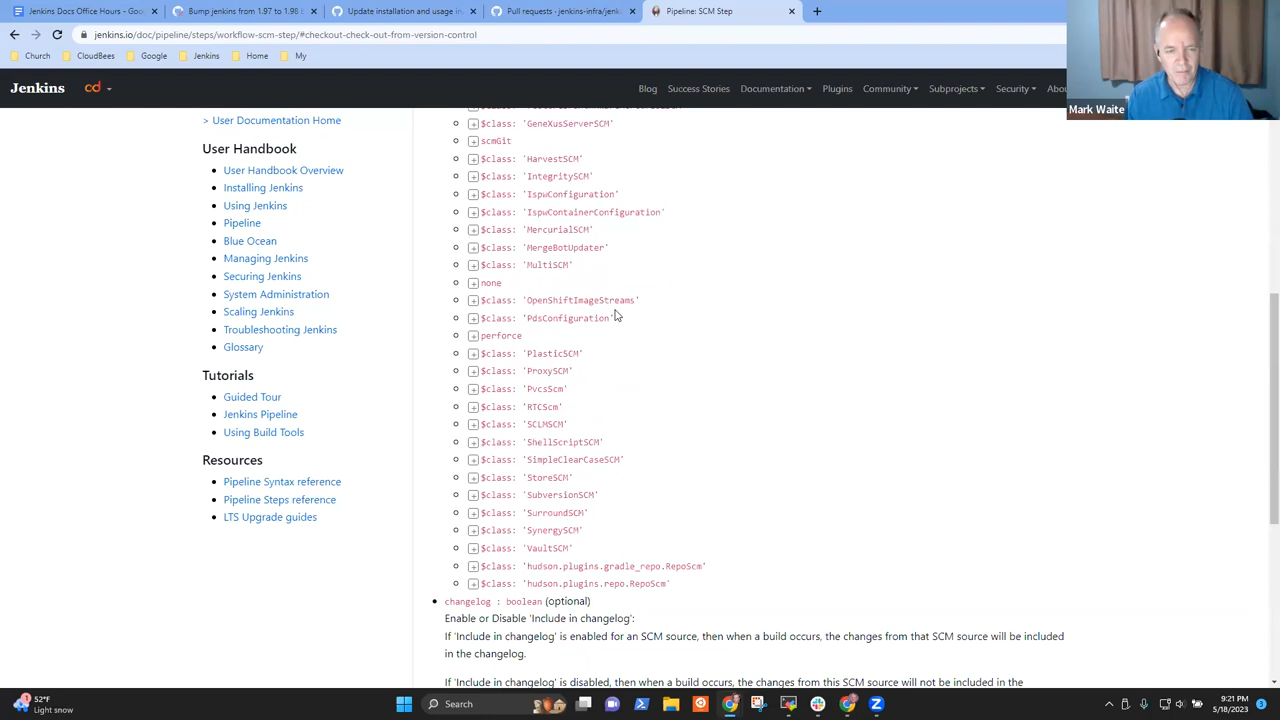 Jenkins Docs Office Hours - G
Bump jenkins from 1.97 to 1.98 b
Update installation and usage in
Pull requests · jenkins-infra/jenk
Pipeline: SCM Step
jenkins.io/doc/pipeline/steps/workflow-scm-step/#checkout-check-out-from-version-control
Church
CloudBees
Google
Jenkins
Home
My
Jenkins
cd
Blog
Success Stories
Documentation
Plugins
Community
Subprojects
Security
Abou
Mark Waite
> User Documentation Home
User Handbook
User Handbook Overview
Installing Jenkins
Using Jenkins
Pipeline
Blue Ocean
Managing Jenkins
Securing Jenkins
System Administration
Scaling Jenkins
Troubleshooting Jenkins
Glossary
Tutorials
Guided Tour
Jenkins Pipeline
Using Build Tools
Resources
Pipeline Syntax reference
Pipeline Steps reference
LTS Upgrade guides
$class: 'GeneXusServerSCM'
scmGit
$class: 'HarvestSCM'
$class: 'IntegritySCM'
$class: 'IspwConfiguration'
$class: 'IspwContainerConfiguration'
$class: 'MercurialSCM'
$class: 'MergeBotUpdater'
$class: 'MultiSCM'
none
$class: 'OpenShiftImageStreams'
$class: 'PdsConfiguration'
perforce
$class: 'PlasticSCM'
$class: 'ProxySCM'
$class: 'PvcsScm'
$class: 'RTCScm'
$class: 'SCLMSCM'
$class: 'ShellScriptSCM'
$class: 'SimpleClearCaseSCM'
$class: 'StoreSCM'
$class: 'SubversionSCM'
$class: 'SurroundSCM'
$class: 'SynergySCM'
$class: 'VaultSCM'
$class: 'hudson.plugins.gradle_repo.RepoScm'
$class: 'hudson.plugins.repo.RepoScm'
changelog : boolean (optional)
Enable or Disable 'Include in changelog':
If 'Include in changelog' is enabled for an SCM source, then when a build occurs, the changes from that SCM source will be included
in the changelog.
If 'Include in changelog' is disabled, then when a build occurs, the changes from this SCM source will not be included in the
1
52°F
Light snow
Search
9:21 PM
5/18/2023
3